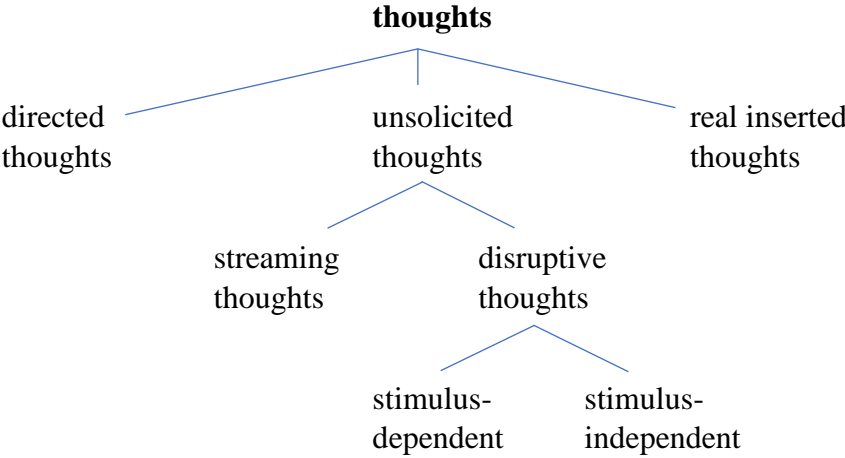 thoughts
directed
thoughts
unsolicited
thoughts
real inserted
thoughts
streaming
thoughts
disruptive
thoughts
stimulus-
dependent
stimulus-
independent